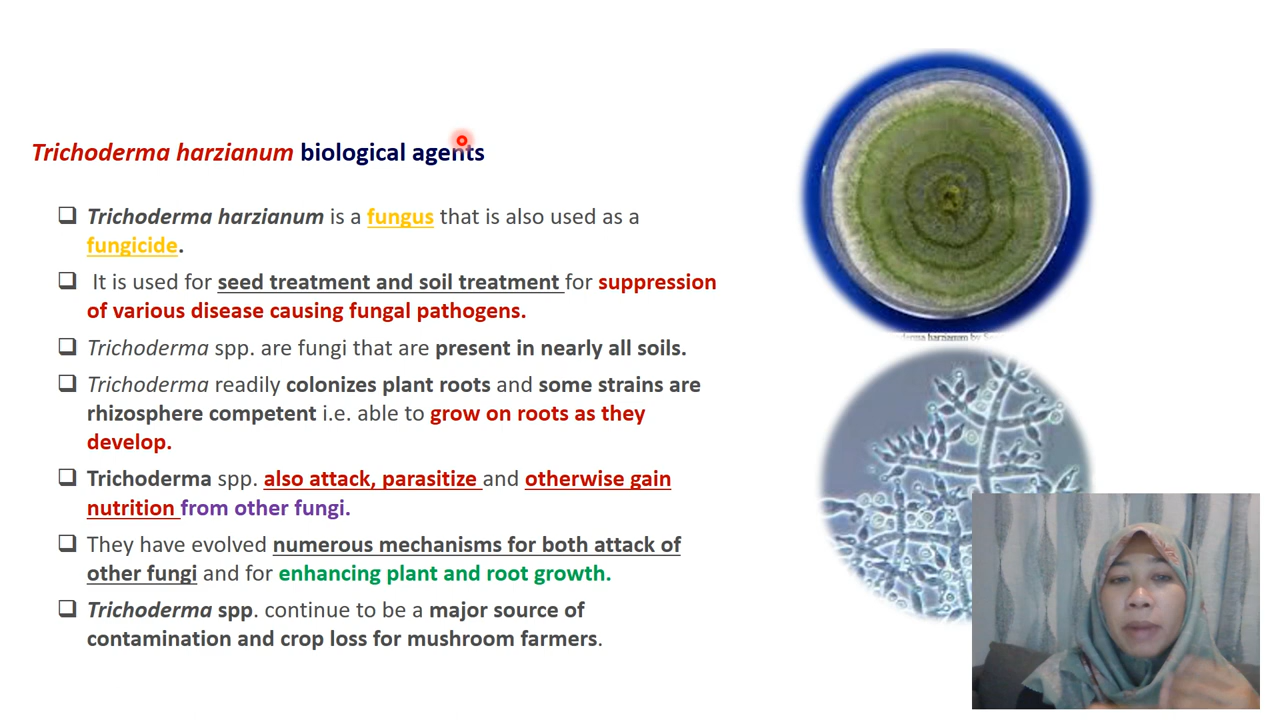 Trichoderma harzianum biological agents
Trichoderma harzianum is a fungus that is also used as a
fungicide.
It is used for seed treatment and soil treatment for suppression
of various disease causing fungal pathogens.
Trichoderma spp. are fungi that are present in nearly all soils.
Trichoderma readily colonizes plant roots and some strains are
rhizosphere competent i.e. able to grow on roots as they
develop.
Trichoderma spp. also attack, parasitize and otherwise gain
nutrition from other fungi.
They have evolved numerous mechanisms for both attack of
other fungi and for enhancing plant and root growth.
Trichoderma spp. continue to be a major source of
contamination and crop loss for mushroom farmers.
harzianum by